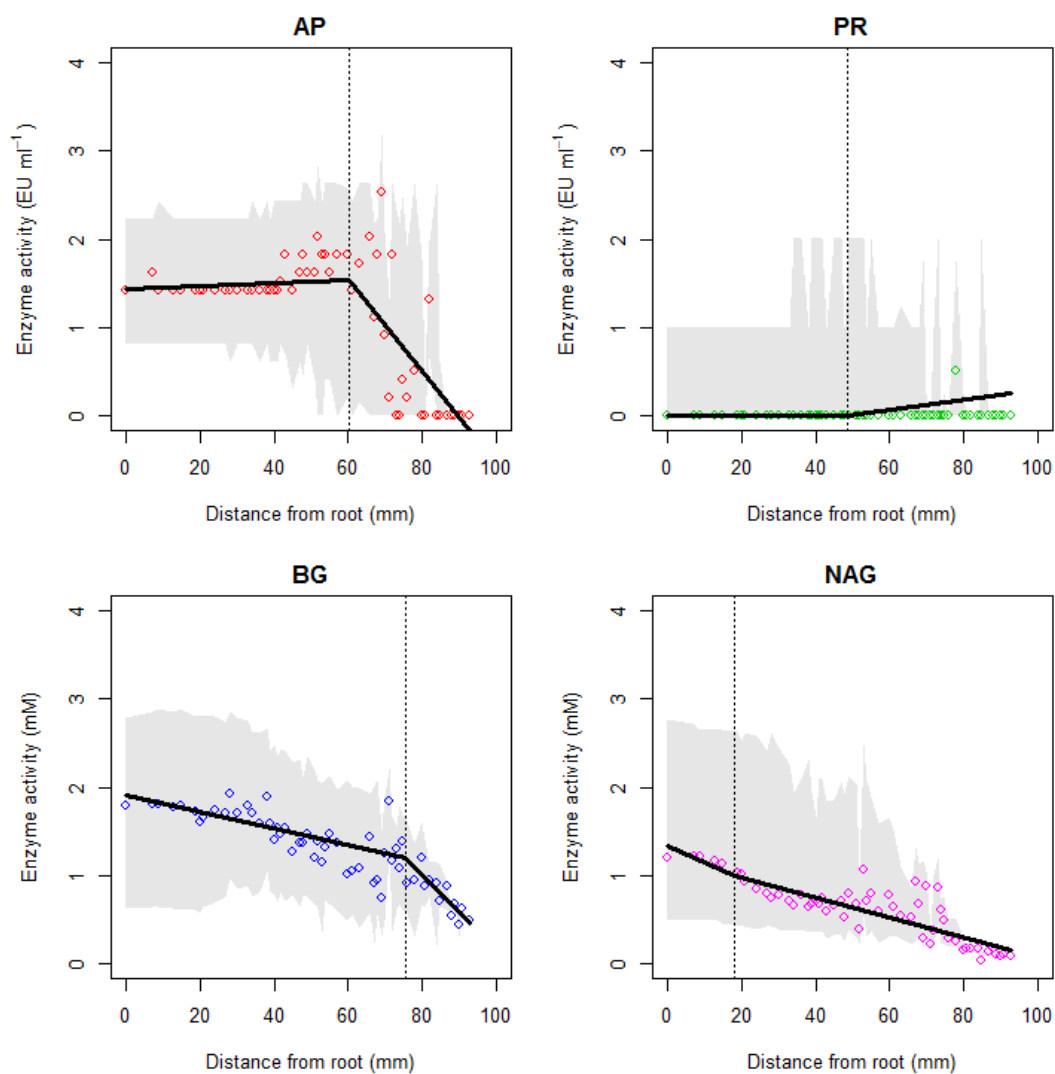 AP
Enzyme activity (EU ml⁻¹ )
4
3
2
1
0
0 20 40 60 80 100
Distance from root (mm)
PR
Enzyme activity (EU ml⁻¹ )
4
3
2
1
0
0 20 40 60 80 100
Distance from root (mm)
BG
Enzyme activity (mM)
4
3
2
1
0
0 20 40 60 80 100
Distance from root (mm)
NAG
Enzyme activity (mM)
4
3
2
1
0
0 20 40 60 80 100
Distance from root (mm)